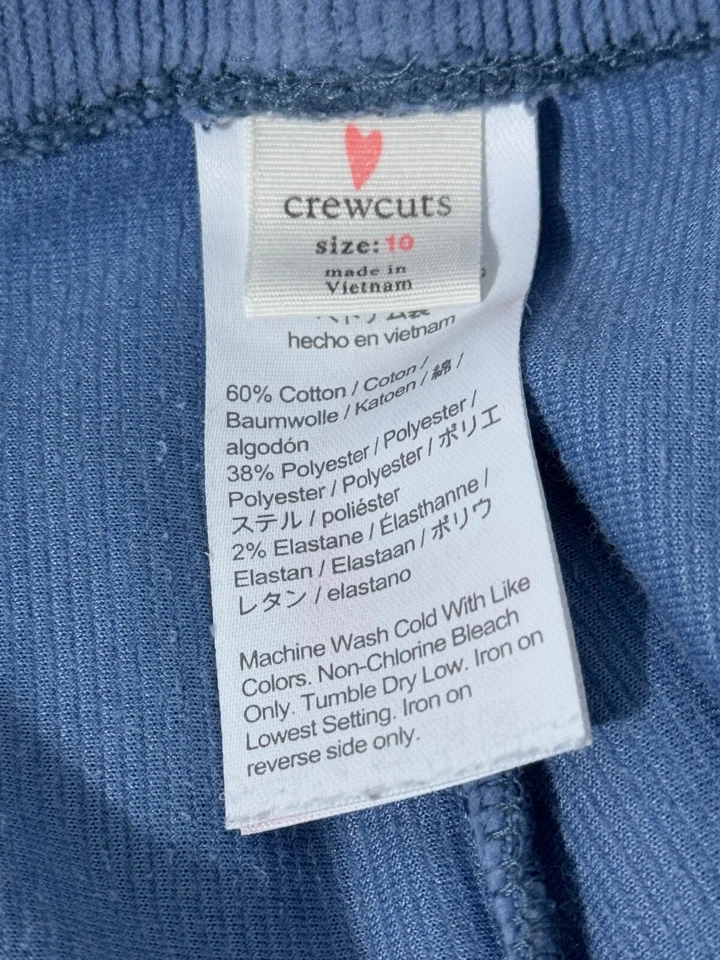 crewcuts
size: 10
made in
Vietnam
hecho en vietnam
60% Cotton / Coton /
Baumwolle / Katoen / 綿 /
algodón
38% Polyester / Polyester /
Polyester / Polyester / ポリエ
ステル / poliéster
2% Elastane / Élasthanne /
Elastan / Elastaan / ポリウ
レタン / elastano
Machine Wash Cold With Like
Colors. Non-Chlorine Bleach
Only. Tumble Dry Low. Iron on
Lowest Setting. Iron on
reverse side only.